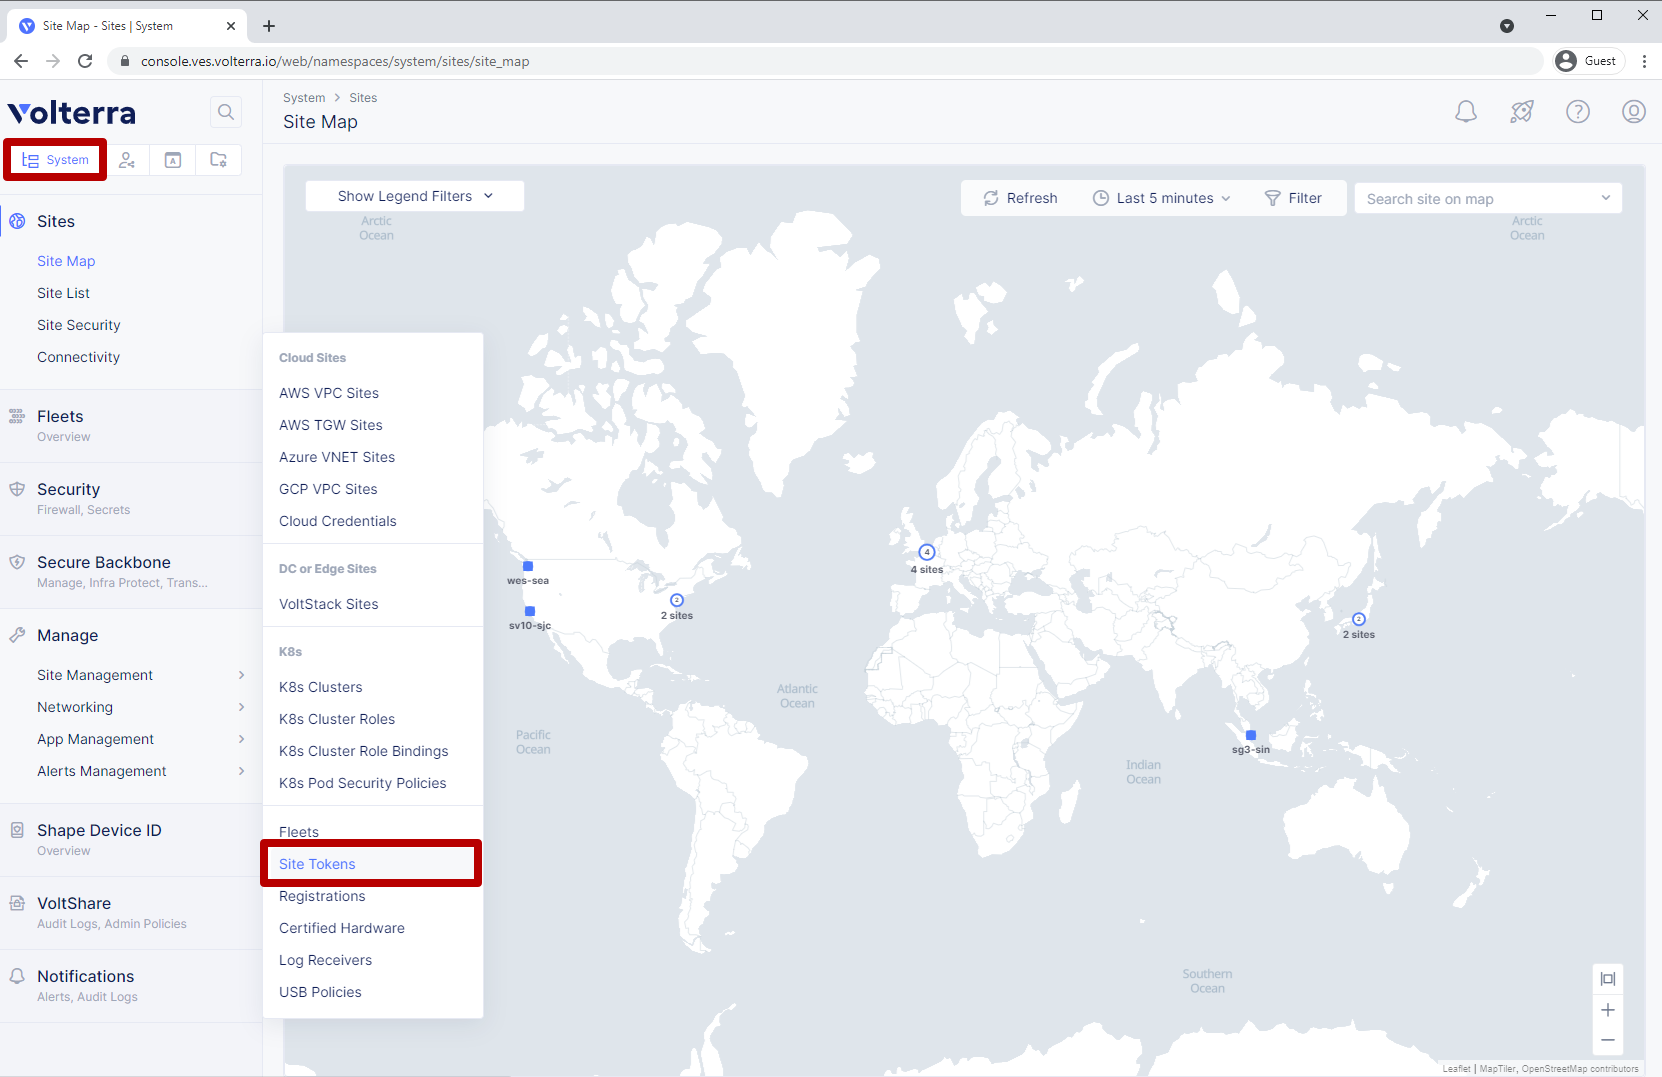 Site Map - Sites | System
console.ves.volterra.io/web/namespaces/system/sites/site_map
Guest
Volterra
System
A
Sites
Site Map
Site List
Site Security
Connectivity
Fleets
Overview
Security
Firewall, Secrets
Secure Backbone
Manage, Infra Protect, Trans...
Manage
Site Management
Networking
App Management
Alerts Management
Shape Device ID
Overview
VoltShare
Audit Logs, Admin Policies
Notifications
Alerts, Audit Logs
Cloud Sites
AWS VPC Sites
AWS TGW Sites
Azure VNET Sites
GCP VPC Sites
Cloud Credentials
DC or Edge Sites
VoltStack Sites
K8s
K8s Clusters
K8s Cluster Roles
K8s Cluster Role Bindings
K8s Pod Security Policies
Fleets
Site Tokens
Registrations
Certified Hardware
Log Receivers
USB Policies
System > Sites
Site Map
?
Show Legend Filters
Refresh
Last 5 minutes
Filter
Search site on map
Arctic
Ocean
Arctic
Ocean
wes-sea
sv10-sjc
2
2 sites
4
4 sites
2
2 sites
sg3-sin
Atlantic
Ocean
Pacific
Ocean
Indian
Ocean
Southern
Ocean
Leaflet | MapTiler, OpenStreetMap contributors